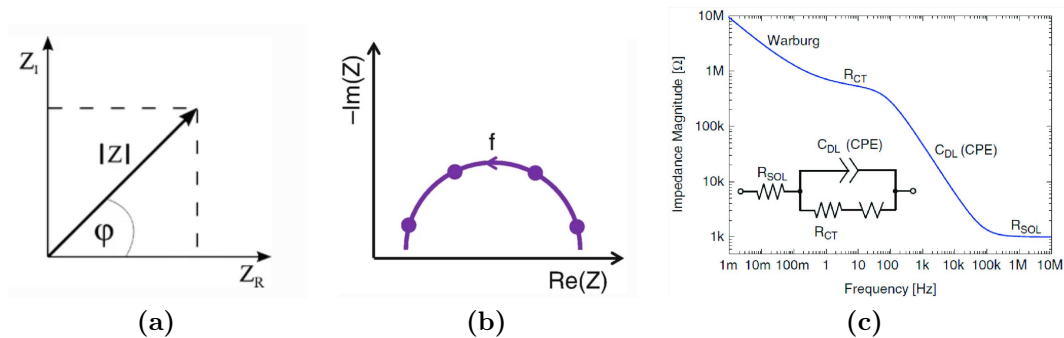 Z_I
|Z|
φ
Z_R
(a)
−Im(Z)
f
Re(Z)
(b)
Impedance Magnitude [Ω]
10M
1M
100k
10k
1k
Warburg
R_CT
C_DL (CPE)
R_SOL
C_DL (CPE)
R_SOL
R_CT
1m 10m 100m 1 10 100 1k 10k 100k 1M 10M
Frequency [Hz]
(c)